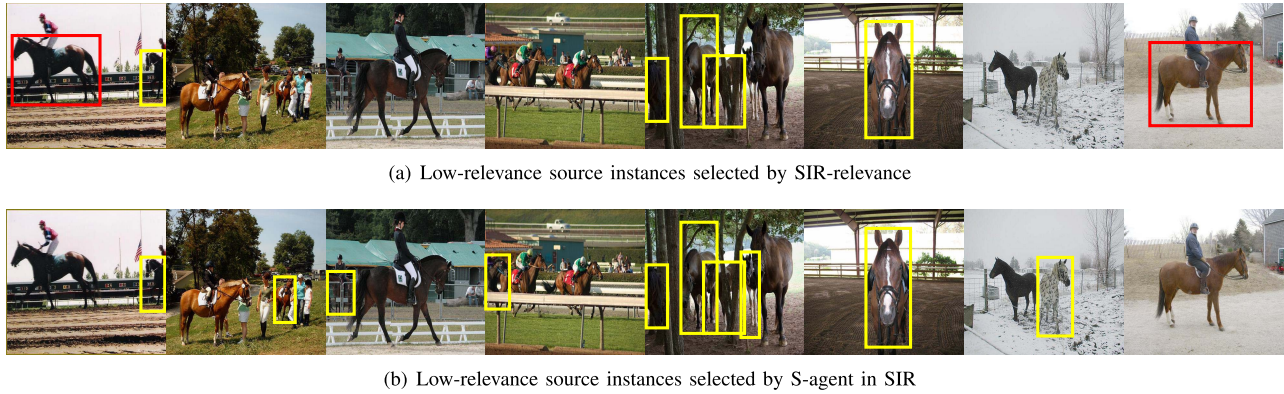 (a) Low-relevance source instances selected by SIR-relevance
(b) Low-relevance source instances selected by S-agent in SIR